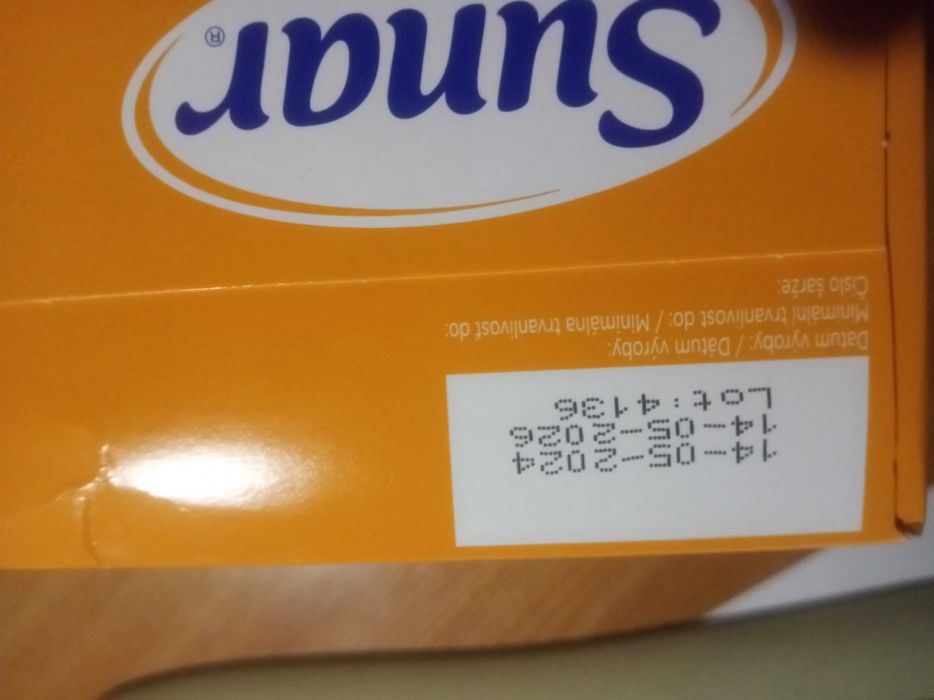 Datum výroby: / Dátum výroby:
Minimální trvanlivost do: / Minimálna trvanlivosť do:
Číslo šarže:
14-05-2024
14-05-2026
Lot:4136
Sunar®